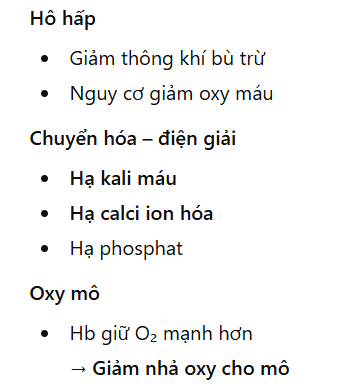 Hô hấp
• Giảm thông khí bù trừ
• Nguy cơ giảm oxy máu
Chuyển hóa – điện giải
• Hạ kali máu
• Hạ calci ion hóa
• Hạ phosphat
Oxy mô
• Hb giữ O₂ mạnh hơn
→ Giảm nhả oxy cho mô